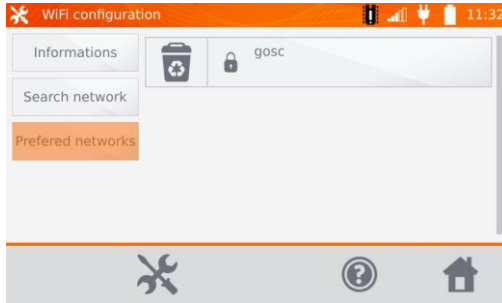 WiFi configuration 11:32
Informations
gosc
Search network
Prefered networks